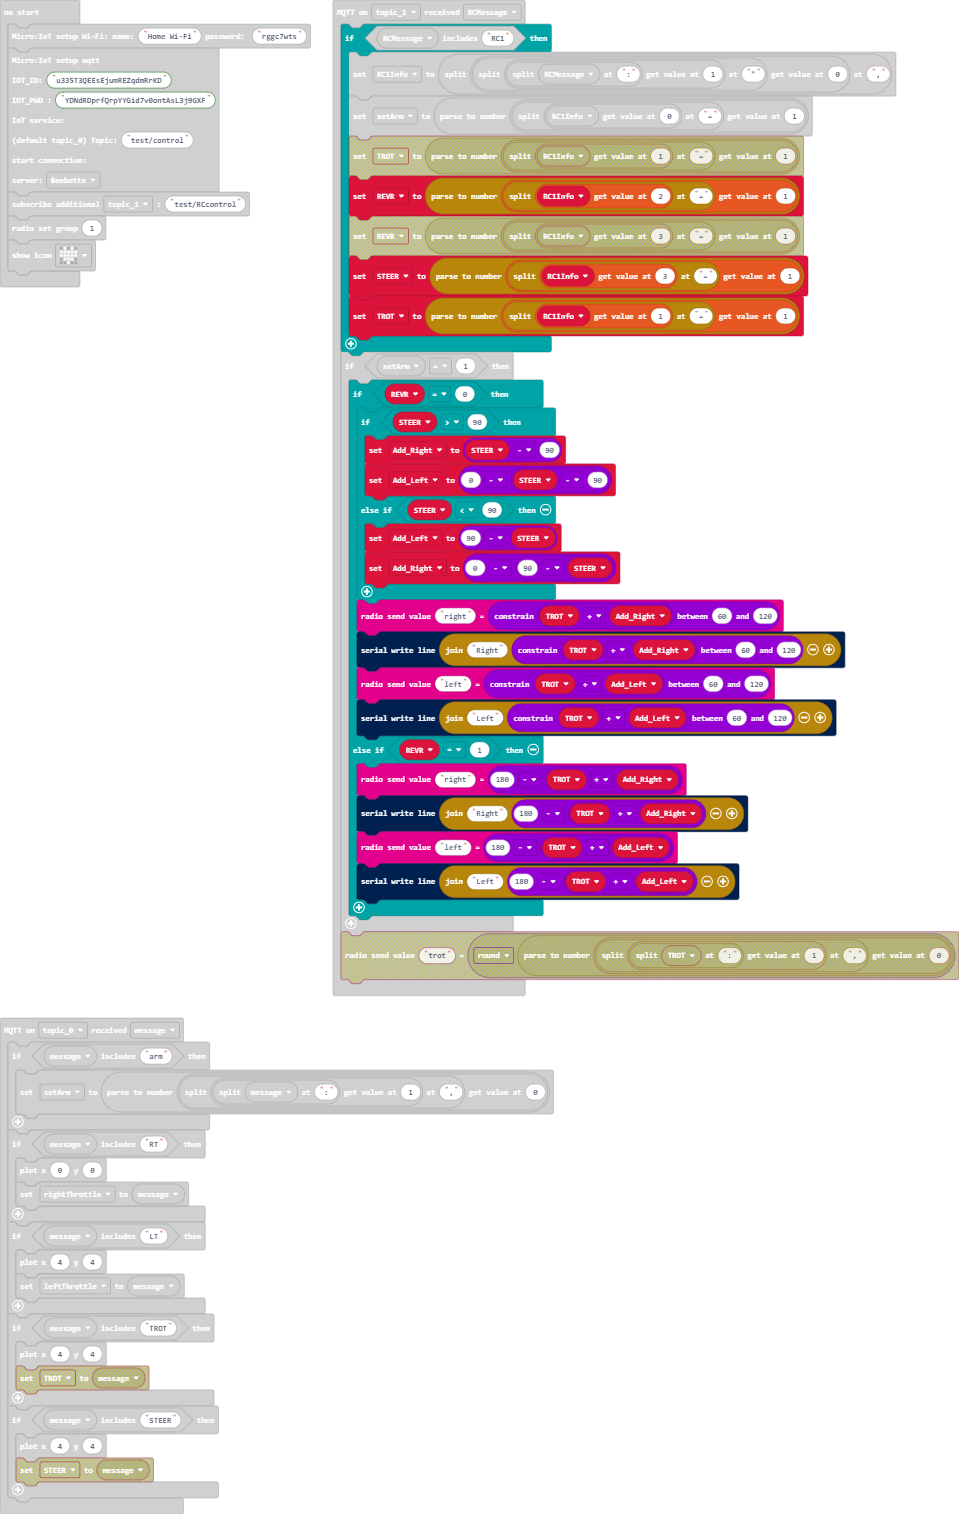 on start
Micro:IoT setup Wi-Fi: name: "Home Wi-Fi" password: "rggc7wts"
Micro:IoT setup mqtt
IOT_ID: "u33ST3QEEsEjumREZqdmRrKD"
IOT_PWD : "YDNdRDprfQrpYYGid7v0ontAsL3j9GXF"
IoT service:
(default topic_0) Topic: "test/control"
start connection:
server: Beebotte
subscribe additional topic_1 : "test/RCcontrol"
radio set group 1
show icon
MQTT on topic_1 received RCMessage
if RCMessage includes "RC1" then
set RC1Info to split split split RCMessage at ":" get value at 1 """ get value at 0 at ","
set setArm to parse to number split RC1Info get value at 0 at "-" get value at 1
set TROT to parse to number split RC1Info get value at 1 at "-" get value at 1
set REVR to parse to number split RC1Info get value at 2 at "-" get value at 1
set REVR to parse to number split RC1Info get value at 3 at "-" get value at 1
set STEER to parse to number split RC1Info get value at 3 at "-" get value at 1
set TROT to parse to number split RC1Info get value at 1 at "-" get value at 1
if setArm = 1 then
if REVR = 0 then
if STEER > 90 then
set Add_Right to STEER - 90
set Add_Left to 0 - STEER - 90
else if STEER < 90 then
set Add_Left to 90 - STEER
set Add_Right to 0 - 90 - STEER
radio send value "right" = constrain TROT + Add_Right between 60 and 120
serial write line join "Right" constrain TROT + Add_Right between 60 and 120
radio send value "left" = constrain TROT + Add_Left between 60 and 120
serial write line join "Left" constrain TROT + Add_Left between 60 and 120
else if REVR = 1 then
radio send value "right" = 180 - TROT + Add_Right
serial write line join "Right" 180 - TROT + Add_Right
radio send value "left" = 180 - TROT + Add_Left
serial write line join "Left" 180 - TROT + Add_Left
radio send value "trot" = round parse to number split split TROT at ":" get value at 1 at "," get value at 0
MQTT on topic_0 received message
if message includes "arm" then
set setArm to parse to number split split message at ":" get value at 1 at "," get value at 0
if message includes "RT" then
plot x 0 y 0
set rightThrottle to message
if message includes "LT" then
plot x 4 y 4
set leftThrottle to message
if message includes "TROT" then
plot x 4 y 4
set TROT to message
if message includes "STEER" then
plot x 4 y 4
set STEER to message